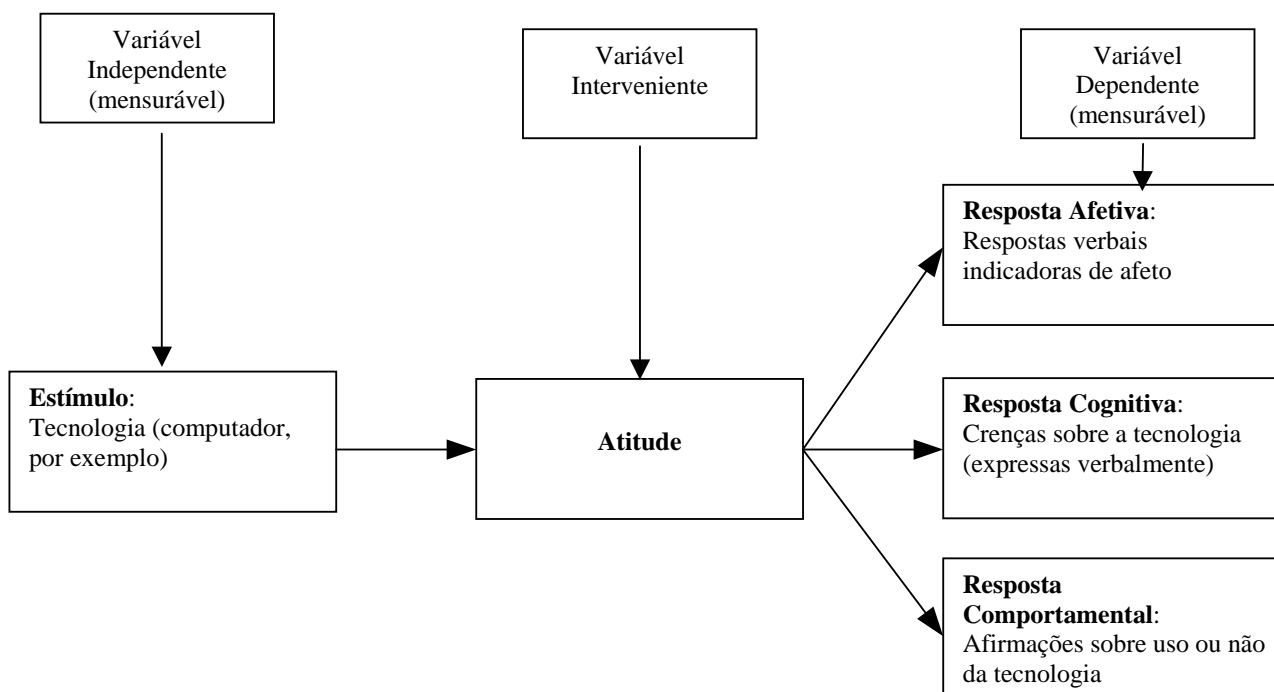 Variável
Independente
(mensurável)
Variável
Interveniente
Variável
Dependente
(mensurável)
Resposta Afetiva:
Respostas verbais
indicadoras de afeto
Estímulo:
Tecnologia (computador,
por exemplo)
Atitude
Resposta Cognitiva:
Crenças sobre a tecnologia
(expressas verbalmente)
Resposta
Comportamental:
Afirmações sobre uso ou não
da tecnologia